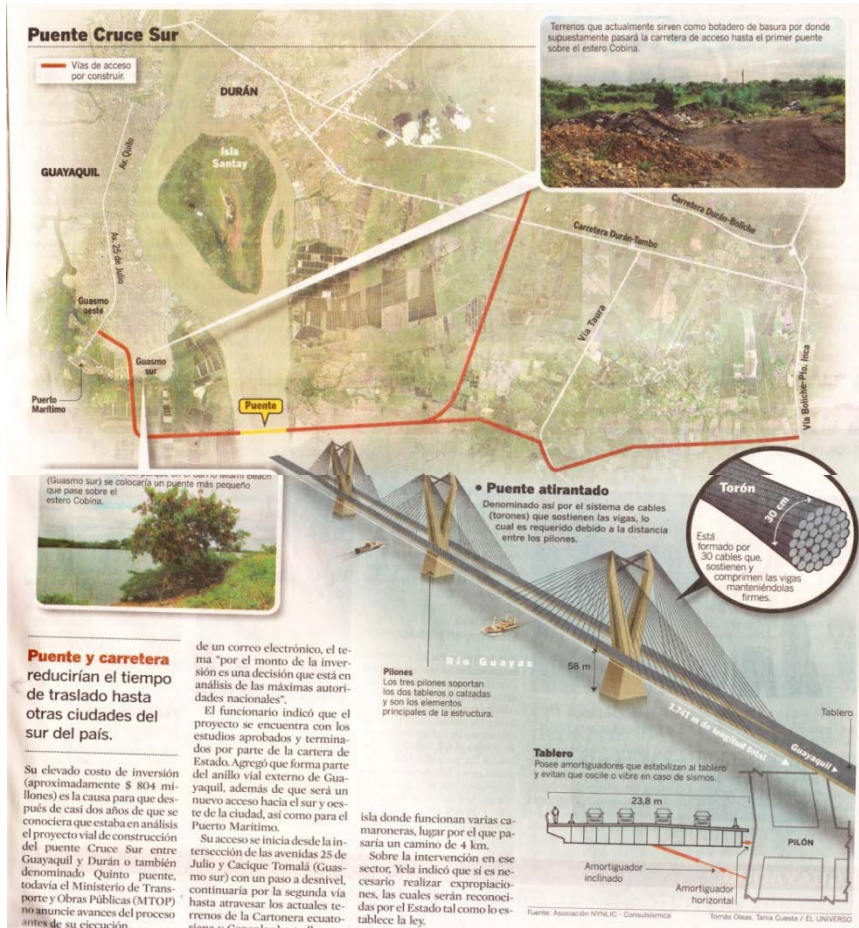 Puente Cruce Sur
Vías de acceso
por construir.
Terrenos que actualmente sirven como botadero de basura por donde
supuestamente pasará la carretera de acceso hasta el primer puente
sobre el estero Cobina.
DURÁN
Isla
Santay
GUAYAQUIL
Av. Quito
Av. 25 de Julio
Carretera Durán-Boliche
Carretera Durán-Tambo
Vía Taura
Vía Boliche-Pto. Inca
Guasmo
oeste
Guasmo
sur
Puerto
Marítimo
Puente
(Guasmo sur) se colocaría un puente más pequeño
que pase sobre el
estero Cobina.
• Puente atirantado
Denominado así por el sistema de cables
(torones) que sostienen las vigas, lo
cual es requerido debido a la distancia
entre los pilones.
Torón
30 cm
Está
formado por
30 cables que,
sostienen y
comprimen las vigas
manteniéndolas
firmes.
Río Guayas
58 m
Pilones
Los tres pilones soportan
los dos tableros o calzadas
y son los elementos
principales de la estructura.
3.741 m de longitud total
Guayaquil
Tablero
Tablero
Posee amortiguadores que estabilizan al tablero
y evitan que oscile o vibre en caso de sismos.
23,8 m
PILÓN
Amortiguador
inclinado
Amortiguador
horizontal
Fuente: Asociación NYNLIC - Consulsísmica
Tomás Oleas, Tania Cuesta / EL UNIVERSO
Puente y carretera
reducirían el tiempo
de traslado hasta
otras ciudades del
sur del país.
Su elevado costo de inversión
(aproximadamente $ 804 mi-
llones) es la causa para que des-
pués de casi dos años de que se
conociera que estaba en análisis
el proyecto vial de construcción
del puente Cruce Sur entre
Guayaquil y Durán o también
denominado Quinto puente,
todavía el Ministerio de Trans-
porte y Obras Públicas (MTOP)
no anuncie avances del proceso
antes de su ejecución.
de un correo electrónico, el te-
ma "por el monto de la inver-
sión es una decisión que está en
análisis de las máximas autori-
dades nacionales".
El funcionario indicó que el
proyecto se encuentra con los
estudios aprobados y termina-
dos por parte de la cartera de
Estado. Agregó que forma parte
del anillo vial externo de Gua-
yaquil, además de que será un
nuevo acceso hacia el sur y oes-
te de la ciudad, así como para el
Puerto Marítimo.
Su acceso se inicia desde la in-
tersección de las avenidas 25 de
Julio y Cacique Tomalá (Guas-
mo sur) con un paso a desnivel,
continuaría por la segunda vía
hasta atravesar los actuales te-
rrenos de la Cartonera ecuato-
isla donde funcionan varias ca-
maroneras, lugar por el que pa-
saría un camino de 4 km.
Sobre la intervención en ese
sector, Yela indicó que sí es ne-
cesario realizar expropiacio-
nes, las cuales serán reconoci-
das por el Estado tal como lo es-
tablece la ley.